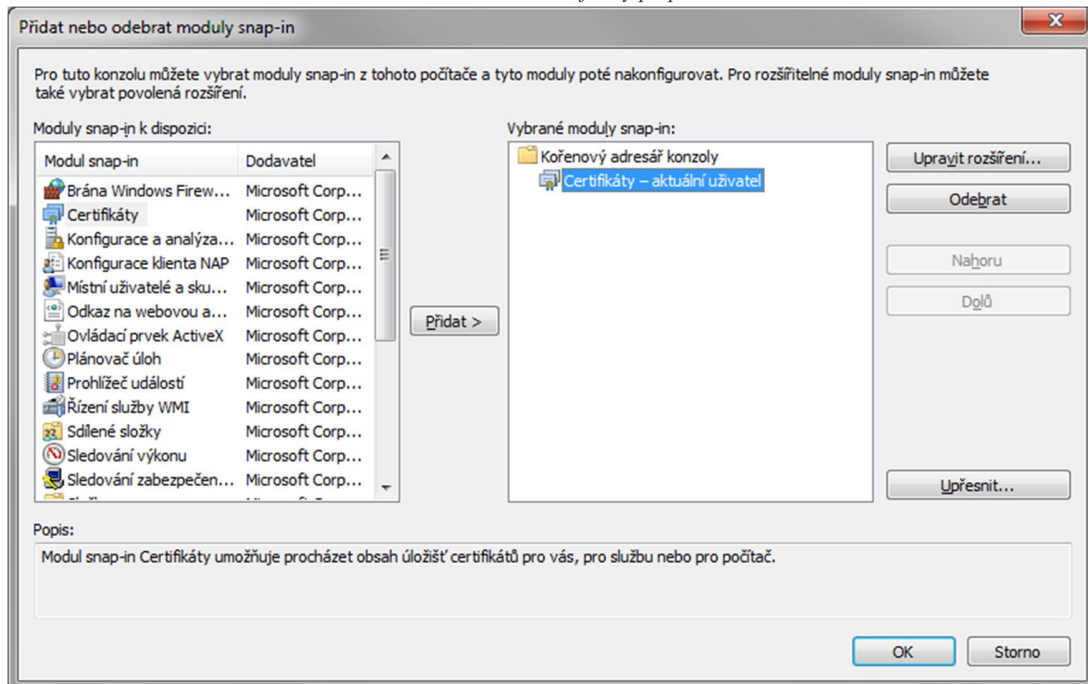 Přidat nebo odebrat moduly snap-in
Pro tuto konzolu můžete vybrat moduly snap-in z tohoto počítače a tyto moduly poté nakonfigurovat. Pro rozšířitelné moduly snap-in můžete
také vybrat povolená rozšíření.
Moduly snap-in k dispozici:
Modul snap-in Dodavatel
Brána Windows Firew... Microsoft Corp...
Certifikáty Microsoft Corp...
Konfigurace a analýza... Microsoft Corp...
Konfigurace klienta NAP Microsoft Corp...
Místní uživatelé a sku... Microsoft Corp...
Odkaz na webovou a... Microsoft Corp...
Ovládací prvek ActiveX Microsoft Corp...
Plánovač úloh Microsoft Corp...
Prohlížeč událostí Microsoft Corp...
Řízení služby WMI Microsoft Corp...
Sdílené složky Microsoft Corp...
Sledování výkonu Microsoft Corp...
Sledování zabezpečen... Microsoft Corp...
Přidat >
Vybrané moduly snap-in:
Kořenový adresář konzoly
Certifikáty – aktuální uživatel
Upravit rozšíření...
Odebrat
Nahoru
Dolů
Upřesnit...
Popis:
Modul snap-in Certifikáty umožňuje procházet obsah úložišť certifikátů pro vás, pro službu nebo pro počítač.
OK Storno